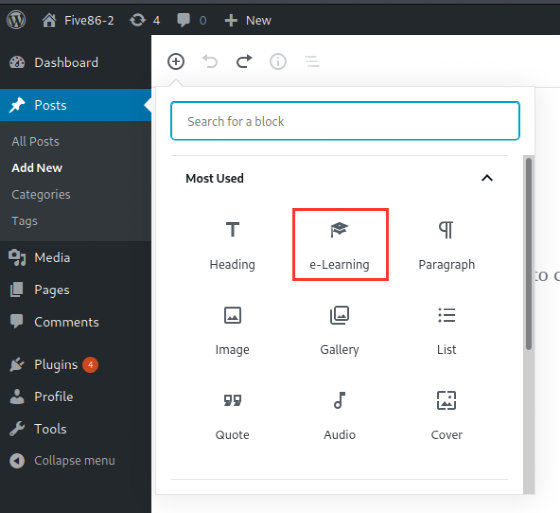 Five86-2 4 0 New
Dashboard
Posts
All Posts
Add New
Categories
Tags
Media
Pages
Comments
Plugins 4
Profile
Tools
Collapse menu
Search for a block
Most Used
Heading e-Learning Paragraph
Image Gallery List
Quote Audio Cover
to